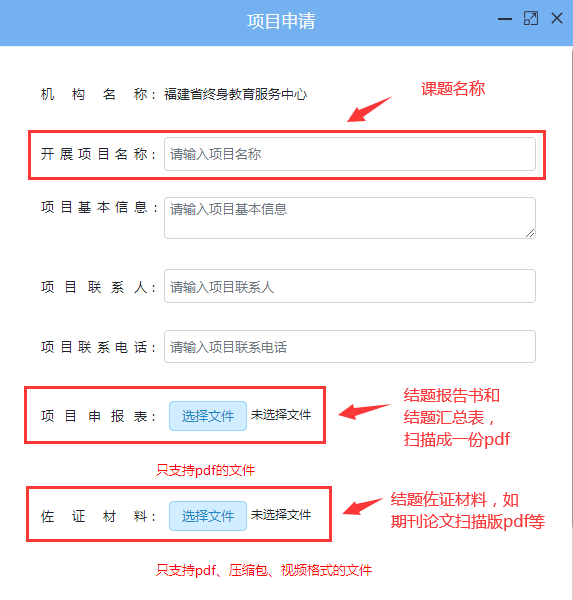 项目申请
机构名称：福建省终身教育服务中心
课题名称
开展项目名称：请输入项目名称
项目基本信息：请输入项目基本信息
项目联系人：请输入项目联系人
项目联系电话：请输入项目联系电话
结题报告书和
结题汇总表，
扫描成一份pdf
项目申报表：选择文件 未选择文件
只支持pdf的文件
结题佐证材料，如
期刊论文扫描版pdf等
佐证材料：选择文件 未选择文件
只支持pdf、压缩包、视频格式的文件